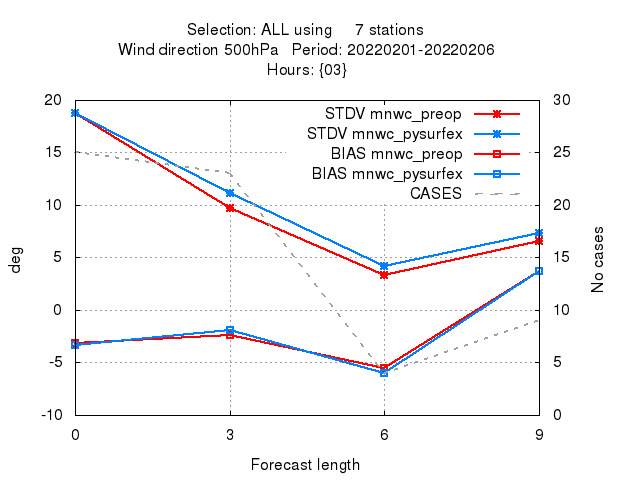 Selection: ALL using 7 stations
Wind direction 500hPa Period: 20220201-20220206
Hours: {03}
20 30
STDV mnwc_preop
STDV mnwc_pysurfex
BIAS mnwc_preop
15 25
BIAS mnwc_pysurfex
CASES
10 20
deg
No cases
5 15
0 10
-5 5
-10 0
0 3 6 9
Forecast length